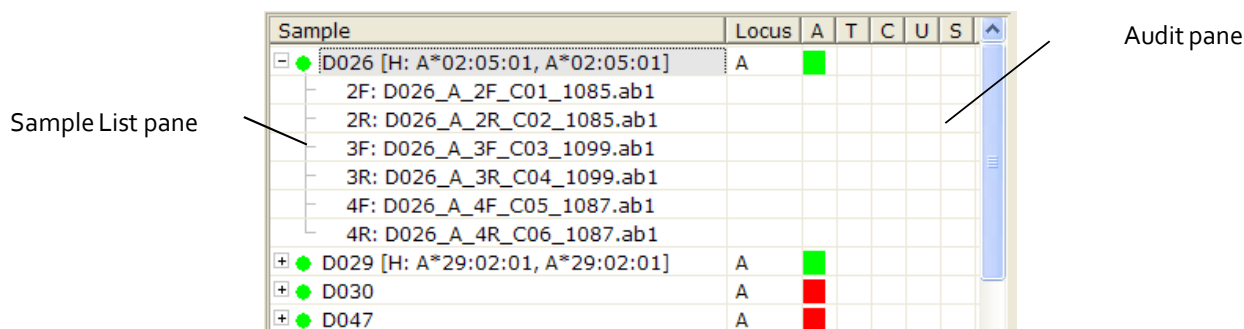 Sample Locus A T C U S
Audit pane
D026 [H: A*02:05:01, A*02:05:01] A
2F: D026_A_2F_C01_1085.ab1
2R: D026_A_2R_C02_1085.ab1
Sample List pane
3F: D026_A_3F_C03_1099.ab1
3R: D026_A_3R_C04_1099.ab1
4F: D026_A_4F_C05_1087.ab1
4R: D026_A_4R_C06_1087.ab1
D029 [H: A*29:02:01, A*29:02:01] A
D030 A
D047 A